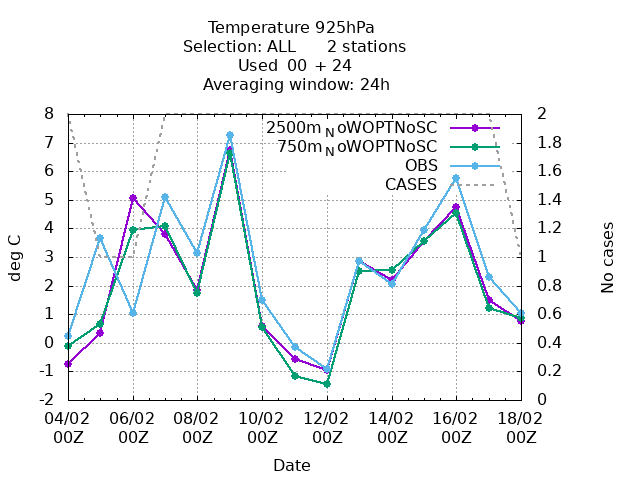 Temperature 925hPa
Selection: ALL 2 stations
Used 00 + 24
Averaging window: 24h
8 2
7 1.8
6 1.6
5 1.4
4 1.2
3 1
2 0.8
1 0.6
0 0.4
-1 0.2
-2 0
2500m_NoWOPTNoSC
750m_NoWOPTNoSC
OBS
CASES
deg C
No cases
04/02 06/02 08/02 10/02 12/02 14/02 16/02 18/02
00Z 00Z 00Z 00Z 00Z 00Z 00Z 00Z
Date